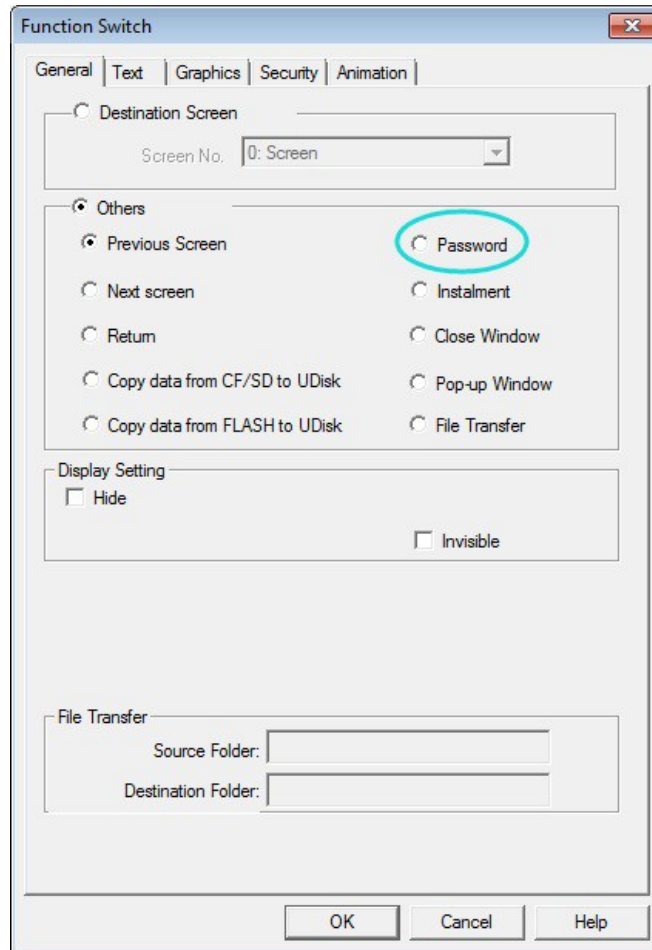 Function Switch
General Text Graphics Security Animation
Destination Screen
Screen No. 0: Screen
Others
Previous Screen Password
Next screen Instalment
Return Close Window
Copy data from CF/SD to UDisk Pop-up Window
Copy data from FLASH to UDisk File Transfer
Display Setting
Hide
Invisible
File Transfer
Source Folder:
Destination Folder:
OK Cancel Help